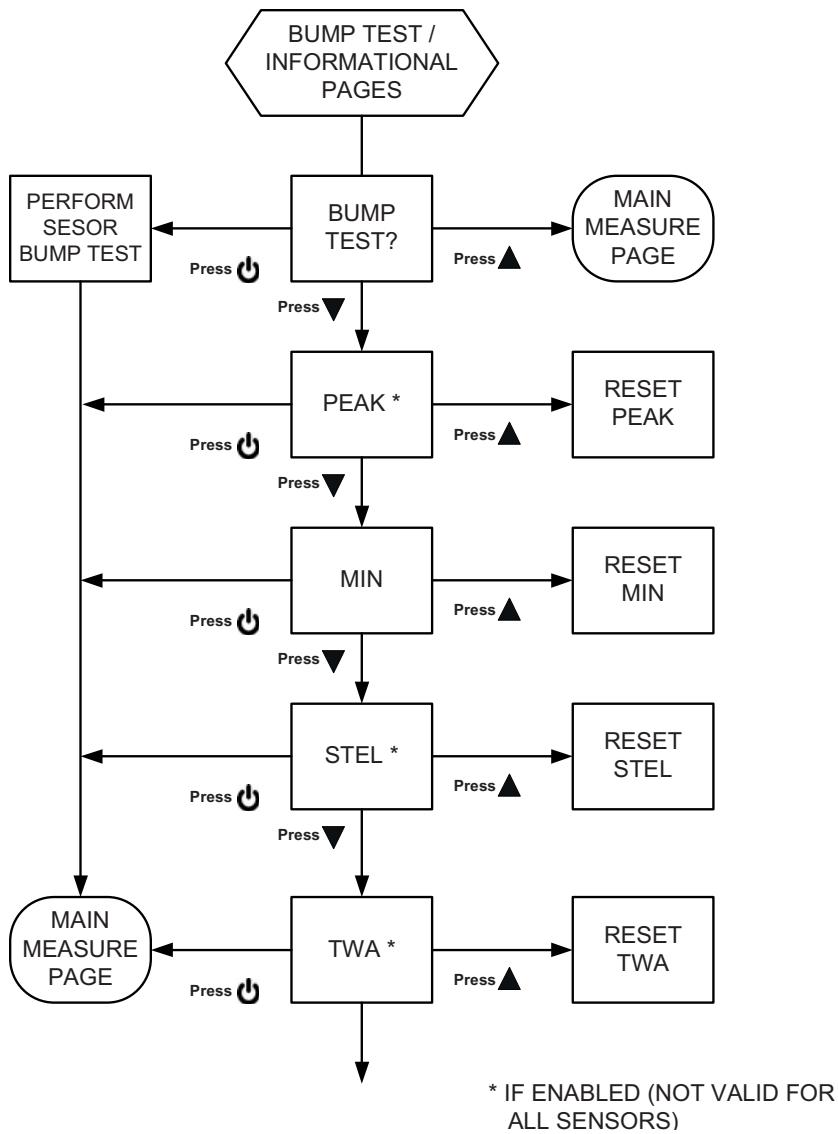 BUMP TEST /
INFORMATIONAL
PAGES
PERFORM
SESOR
BUMP TEST
BUMP
TEST?
MAIN
MEASURE
PAGE
Press
Press
Press
PEAK *
RESET
PEAK
Press
Press
Press
MIN
RESET
MIN
Press
Press
Press
STEL *
RESET
STEL
Press
Press
Press
MAIN
MEASURE
PAGE
TWA *
RESET
TWA
Press
Press
* IF ENABLED (NOT VALID FOR
ALL SENSORS)